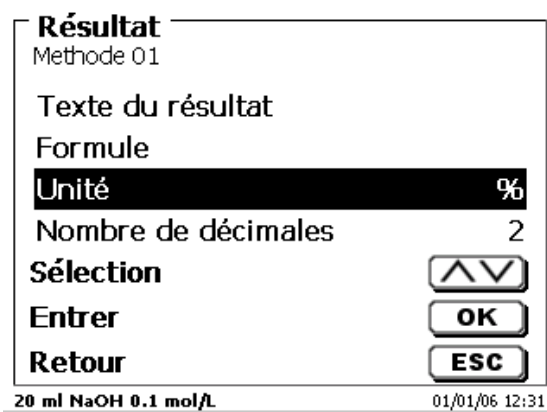 Résultat
Methode 01
Texte du résultat
Formule
Unité %
Nombre de décimales 2
Sélection
Entrer OK
Retour ESC
20 ml NaOH 0.1 mol/L 01/01/06 12:31